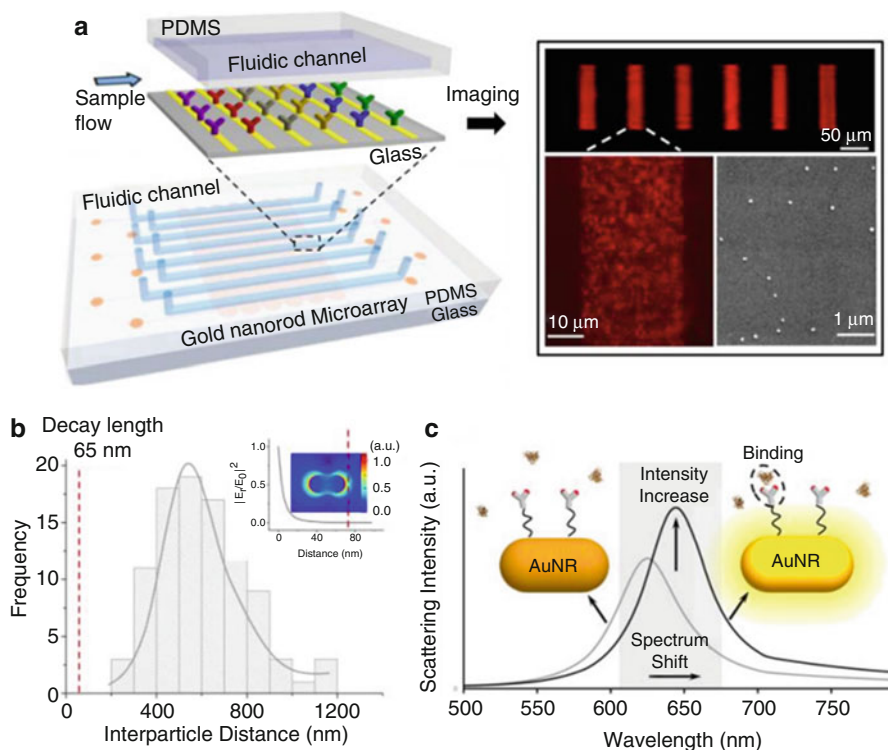 a
PDMS
Fluidic channel
Sample
flow
Glass
Imaging
Fluidic channel
Gold nanorod Microarray
PDMS
Glass
50 μm
10 μm
1 μm
b
Decay length
65 nm
20
15
10
5
0
Frequency
0
400
800
1200
Interparticle Distance (nm)
|Er/E0|²
1.0
0.5
0.0
0
40
80
Distance (nm)
(a.u.)
1.0
0.5
0.0
c
Scattering Intensity (a.u.)
Intensity
Increase
Binding
AuNR
AuNR
Spectrum
Shift
0
500
600
650
700
750
Wavelength (nm)